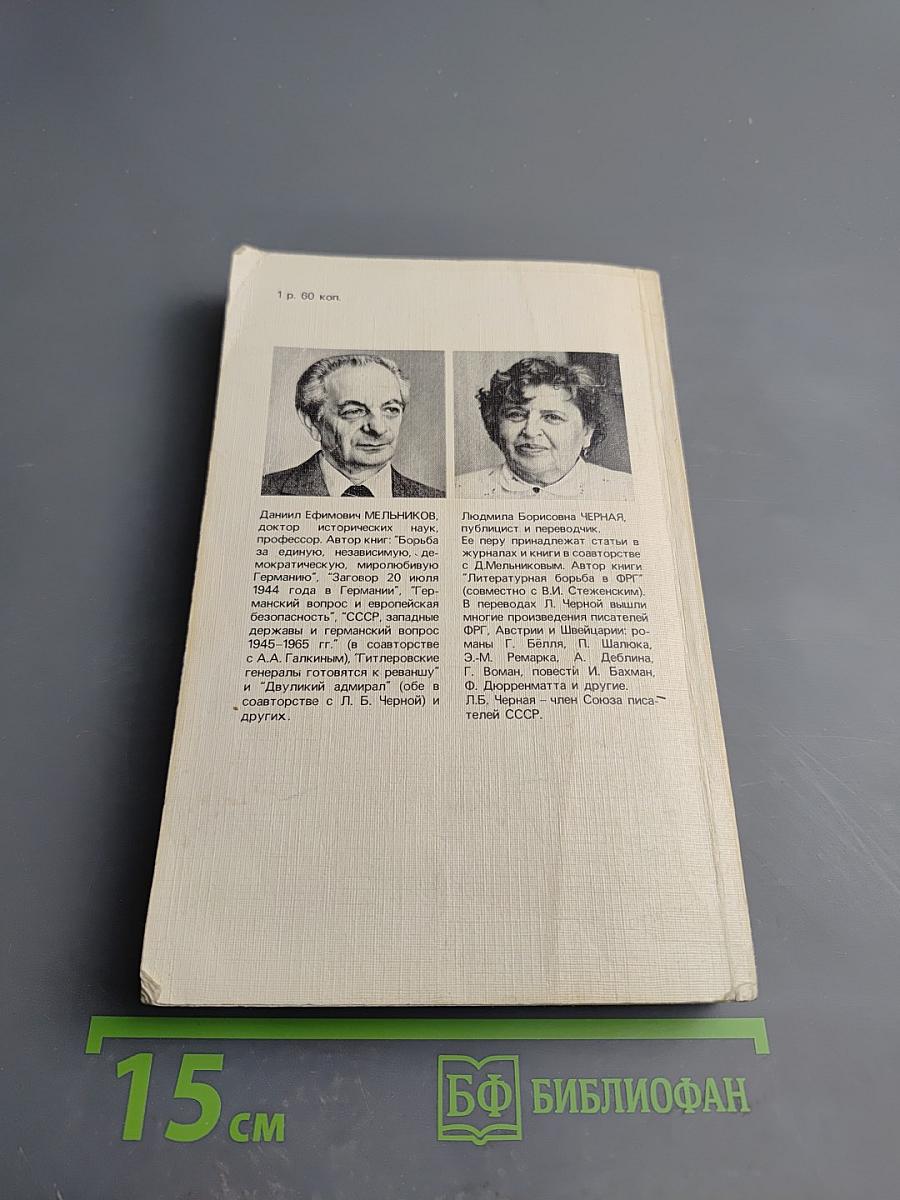 1 р. 60 коп.
Даниил Ефимович МЕЛЬНИКОВ,
доктор исторических наук,
профессор. Автор книг: "Борьба
за единую, независимую, де-
мократическую, миролюбивую
Германию", "Заговор 20 июля
1944 года в Германии", "Гер-
манский вопрос и европейская
безопасность", "СССР, западные
державы и германский вопрос
1945–1965 гг." (в соавторстве
с А.А. Галкиным), "Гитлеровские
генералы готовятся к реваншу"
и "Двуликий адмирал" (обе в
соавторстве с Л. Б. Черной) и
других.
Людмила Борисовна ЧЕРНАЯ,
публицист и переводчик.
Ее перу принадлежат статьи в
журналах и книги в соавторстве
с Д.Мельниковым. Автор книги
"Литературная борьба в ФРГ"
(совместно с В.И. Стеженским).
В переводах Л. Черной вышли
многие произведения писателей
ФРГ, Австрии и Швейцарии: ро-
маны Г. Бёлля, П. Шалюка,
Э.-М. Ремарка, А. Деблина,
Г. Воман, повести И. Бахман,
Ф. Дюрренматта и другие.
Л.Б. Черная – член Союза писа-
телей СССР.
15 см
БФ БИБЛИОФАН